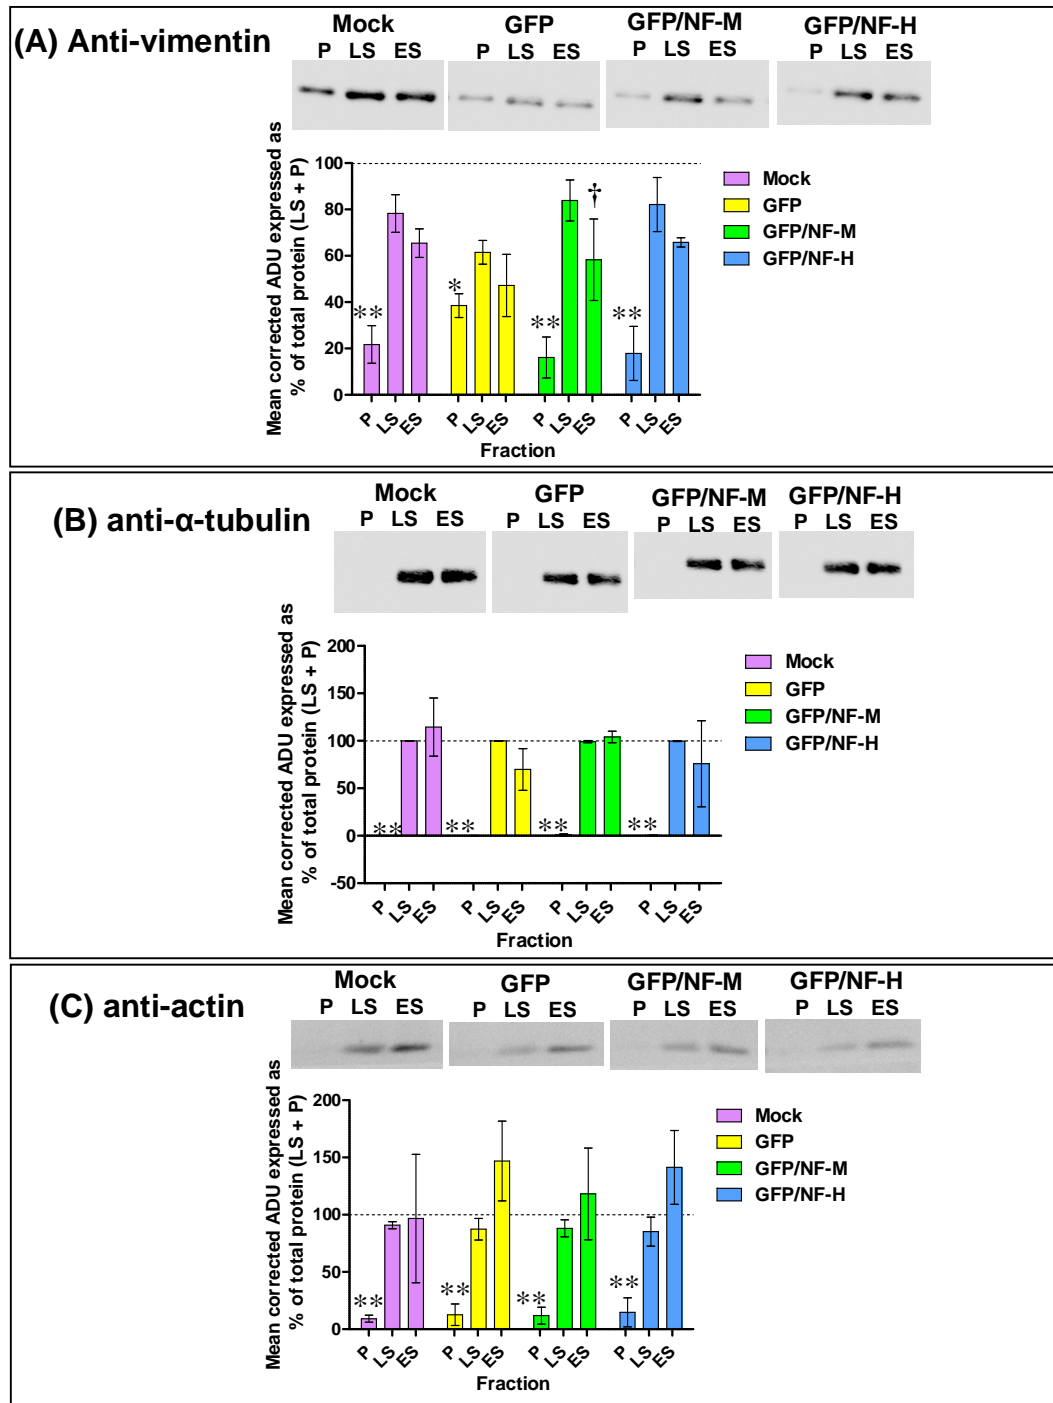 (A) Anti-vimentin
Mock GFP GFP/NF-M GFP/NF-H
P LS ES P LS ES P LS ES P LS ES
Mean corrected ADU expressed as
% of total protein (LS + P)
100
80
60
40
20
0
** * ** † **
P LS ES P LS ES P LS ES P LS ES
Fraction
Mock
GFP
GFP/NF-M
GFP/NF-H
(B) anti-α-tubulin
Mock GFP GFP/NF-M GFP/NF-H
P LS ES P LS ES P LS ES P LS ES
Mean corrected ADU expressed as
% of total protein (LS + P)
200
150
100
50
0
-50
** ** ** **
P LS ES P LS ES P LS ES P LS ES
Fraction
Mock
GFP
GFP/NF-M
GFP/NF-H
(C) anti-actin
Mock GFP GFP/NF-M GFP/NF-H
P LS ES P LS ES P LS ES P LS ES
Mean corrected ADU expressed as
% of total protein (LS + P)
200
150
100
50
0
** ** ** **
P LS ES P LS ES P LS ES P LS ES
Fraction
Mock
GFP
GFP/NF-M
GFP/NF-H